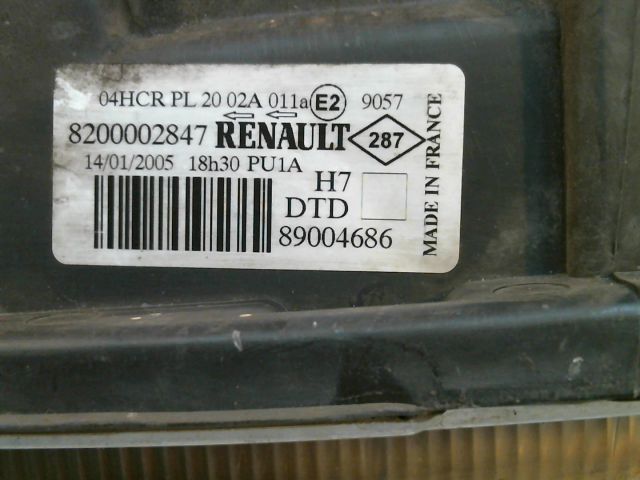 04HCR PL 20 02A 011a E2 9057
8200002847 RENAULT 287
14/01/2005 18h30 PU1A
H7
DTD
89004686
MADE IN FRANCE